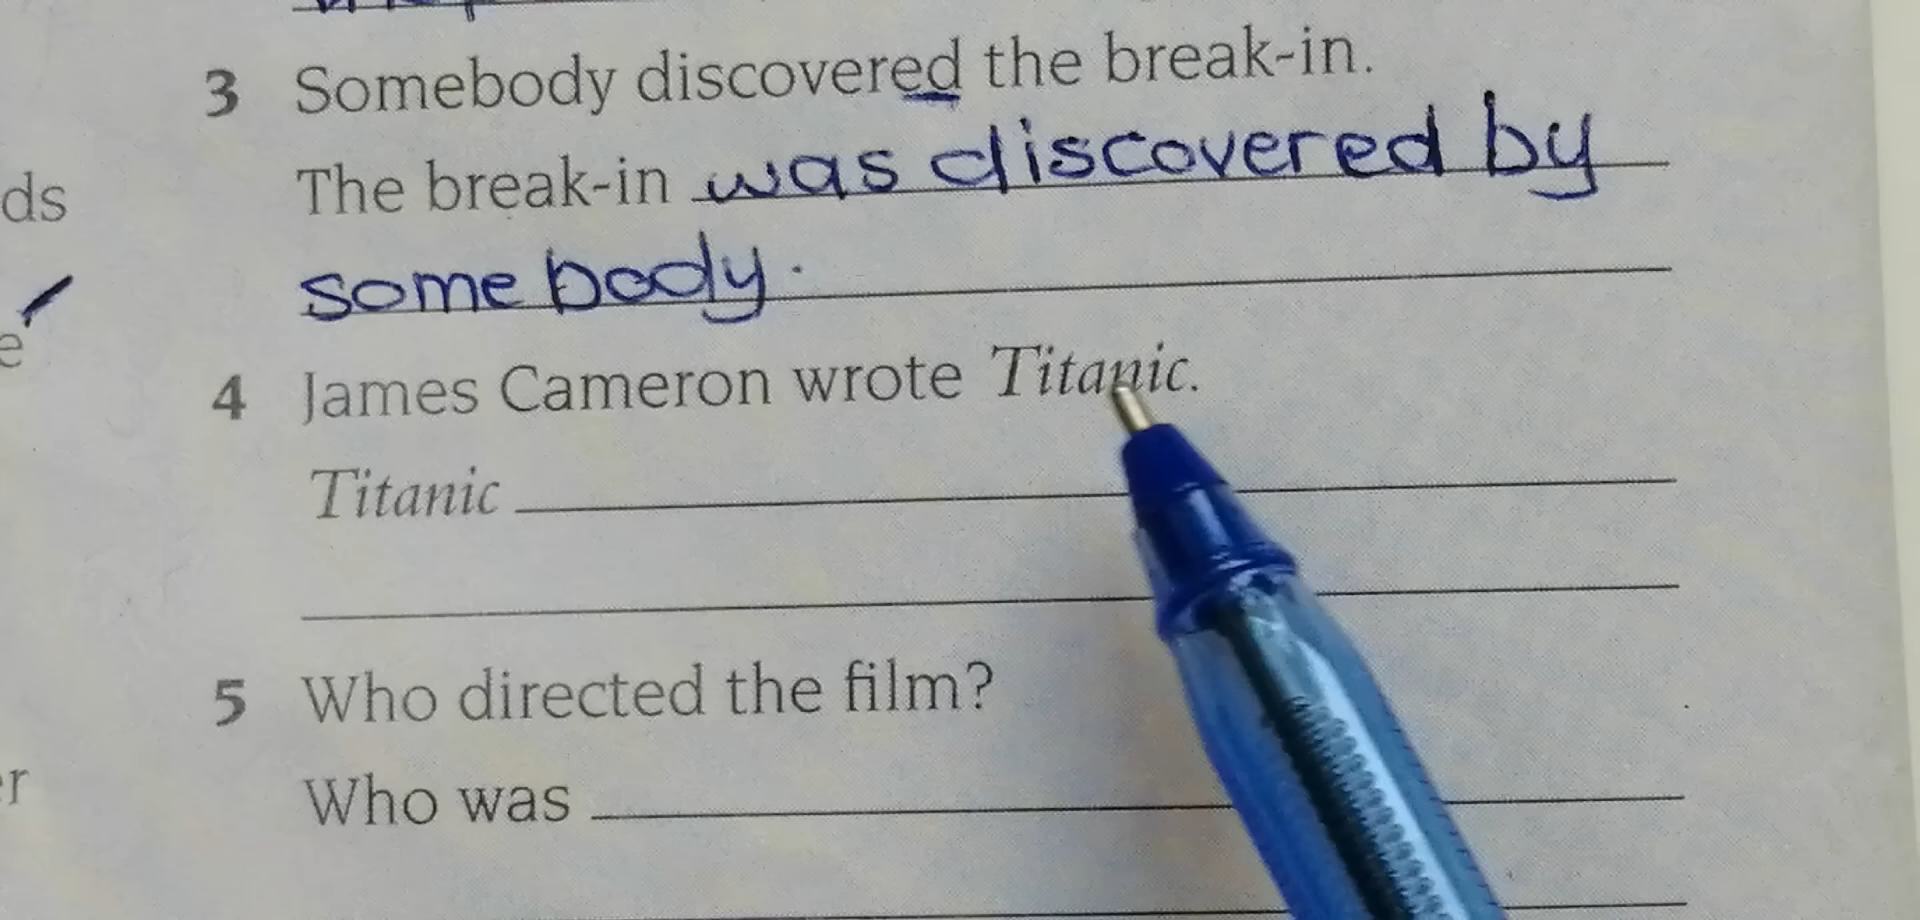 3 Somebody discovered the break-in.
The break-in was discovered by
ds
somebody.
e
4 James Cameron wrote Titanic.
Titanic
5 Who directed the film?
er
Who was